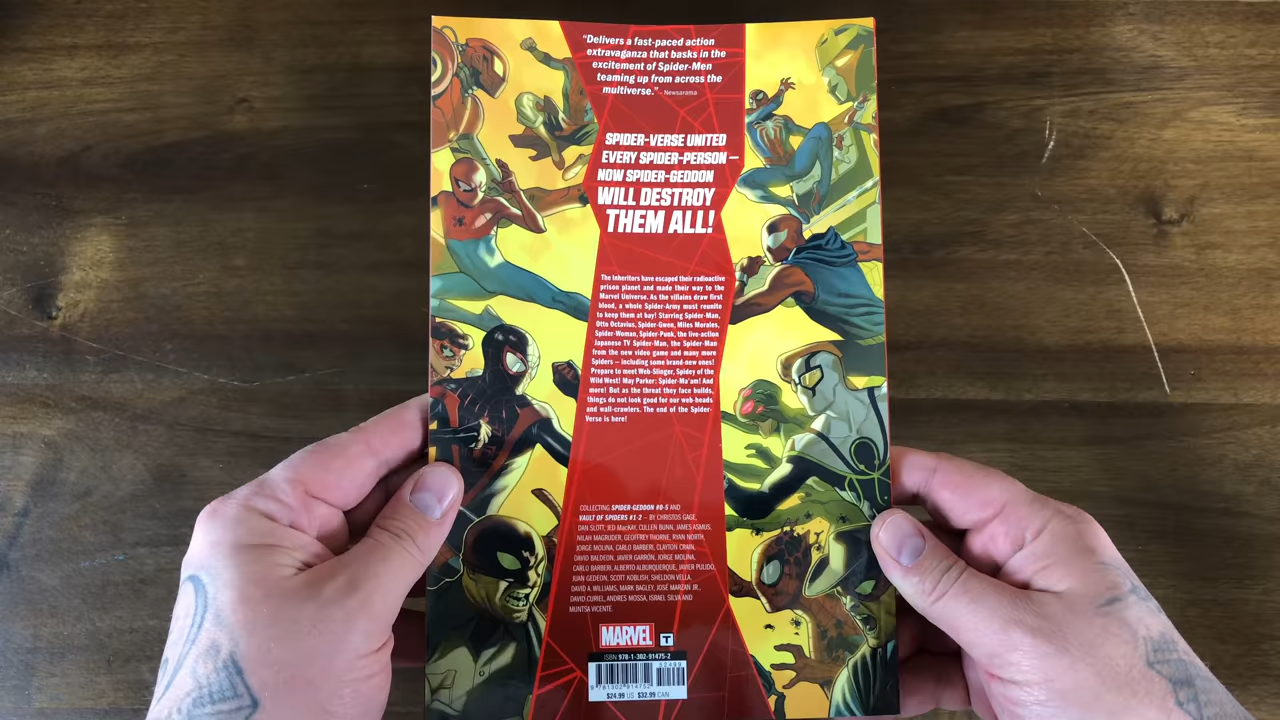 "Delivers a fast-paced action
extravaganza that basks in the
excitement of Spider-Men
teaming up from across the
multiverse." - Newsarama
SPIDER-VERSE UNITED
EVERY SPIDER-PERSON —
NOW SPIDER-GEDDON
WILL DESTROY
THEM ALL!
The Inheritors have escaped their radioactive
prison planet and made their way to the
Marvel Universe. As the villains draw first
blood, a whole Spider-Army must reunite
to keep them at bay! Starring Spider-Man,
Otto Octavius, Spider-Gwen, Miles Morales,
Spider-Woman, Spider-Punk, the live-action
Japanese TV Spider-Man, the Spider-Man
from the new video game and many more
Spiders — including some brand-new ones!
Prepare to meet Web-Slinger, Spidey of the
Wild West! May Parker: Spider-Ma'am! And
more! But as the threat they face builds,
things do not look good for our web-heads
and wall-crawlers. The end of the Spider-
Verse is here!
COLLECTING SPIDER-GEDDON #0-5 AND
VAULT OF SPIDERS #1-2 — BY CHRISTOS GAGE,
DAN SLOTT, JED MacKAY, CULLEN BUNN, JAMES ASMUS,
NILAH MAGRUDER, GEOFFREY THORNE, RYAN NORTH,
JORGE MOLINA, CARLO BARBERI, CLAYTON CRAIN,
DAVID BALDEON, JAVIER GARRÓN, JORGE MOLINA,
CARLO BARBERI, ALBERTO ALBURQUERQUE, JAVIER PULIDO,
JUAN GEDEON, SCOTT KOBLISH, SHELDON VELLA,
DAVID A. WILLIAMS, MARK BAGLEY, JOSÉ MARZAN JR.,
DAVID CURIEL, ANDRES MOSSA, ISRAEL SILVA AND
MUNTSA VICENTE.
MARVEL T
ISBN 978-1-302-91475-2
52499
9 781302 914752
$24.99 US $32.99 CAN